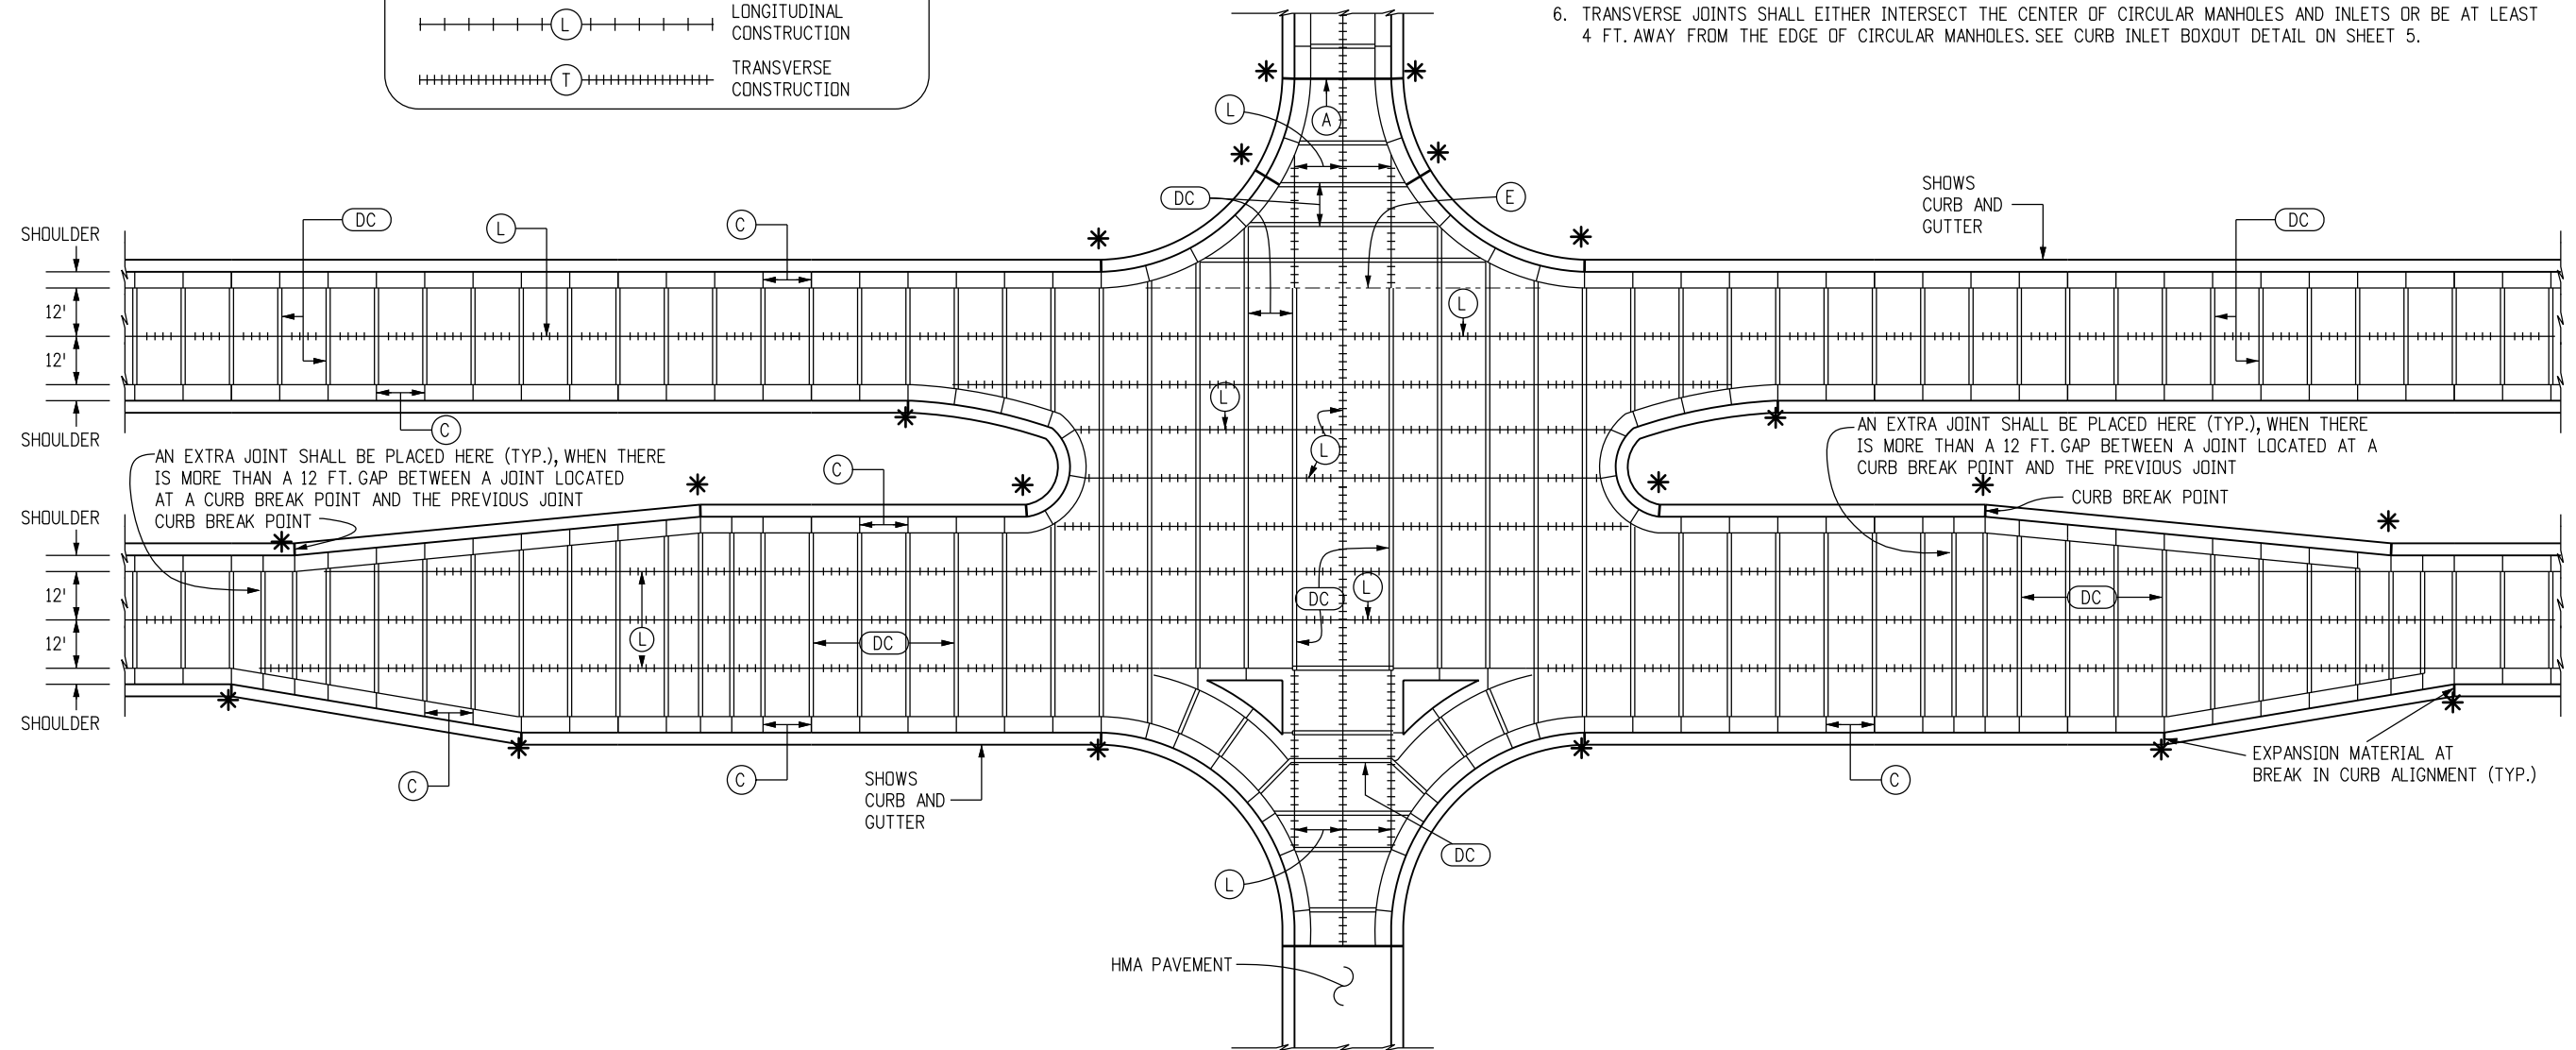 L LONGITUDINAL
CONSTRUCTION
T TRANSVERSE
CONSTRUCTION
6. TRANSVERSE JOINTS SHALL EITHER INTERSECT THE CENTER OF CIRCULAR MANHOLES AND INLETS OR BE AT LEAST
4 FT. AWAY FROM THE EDGE OF CIRCULAR MANHOLES. SEE CURB INLET BOXOUT DETAIL ON SHEET 5.
L
A
DC
E
SHOWS
CURB AND
GUTTER
DC
SHOULDER
DC
L
C
12'
12'
SHOULDER
C
L
L
L
AN EXTRA JOINT SHALL BE PLACED HERE (TYP.), WHEN THERE
IS MORE THAN A 12 FT. GAP BETWEEN A JOINT LOCATED
AT A CURB BREAK POINT AND THE PREVIOUS JOINT
CURB BREAK POINT
C
AN EXTRA JOINT SHALL BE PLACED HERE (TYP.), WHEN THERE
IS MORE THAN A 12 FT. GAP BETWEEN A JOINT LOCATED AT A
CURB BREAK POINT AND THE PREVIOUS JOINT
CURB BREAK POINT
SHOULDER
12'
12'
SHOULDER
L
DC
DC
L
DC
C
C
SHOWS
CURB AND
GUTTER
C
EXPANSION MATERIAL AT
BREAK IN CURB ALIGNMENT (TYP.)
DC
L
HMA PAVEMENT